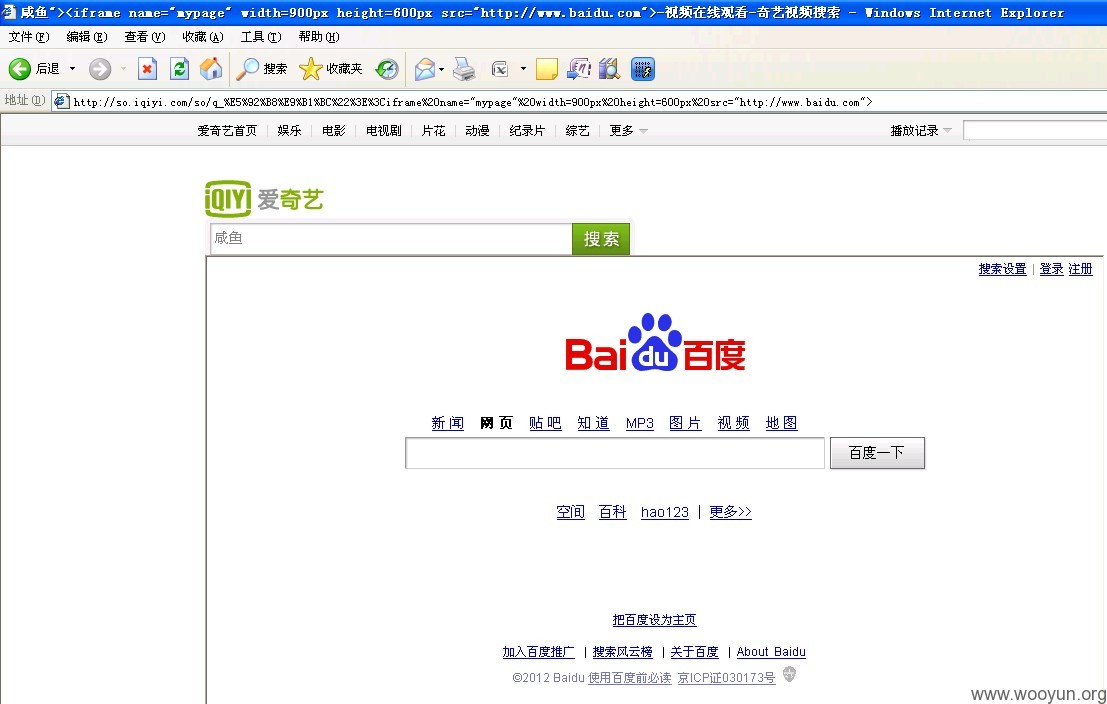 咸鱼"><iframe name="mypage" width=900px height=600px src="http://www.baidu.com">-视频在线观看-奇艺视频搜索 - Windows Internet Explorer
文件(F) 编辑(E) 查看(V) 收藏(A) 工具(T) 帮助(H)
后退 搜索 收藏夹
地址(D) http://so.iqiyi.com/so/q_%E5%92%B8%E9%B1%BC%22%3E%3Ciframe%20name="mypage"%20width=900px%20height=600px%20src="http://www.baidu.com">
爱奇艺首页 娱乐 电影 电视剧 片花 动漫 纪录片 综艺 更多 播放记录
iQIYI 爱奇艺
咸鱼 搜索
搜索设置 | 登录 注册
Bai du 百度
新闻 网页 贴吧 知道 MP3 图片 视频 地图
百度一下
空间 百科 hao123 | 更多>>
把百度设为主页
加入百度推广 | 搜索风云榜 | 关于百度 | About Baidu
©2012 Baidu 使用百度前必读 京ICP证030173号
www.wooyun.org